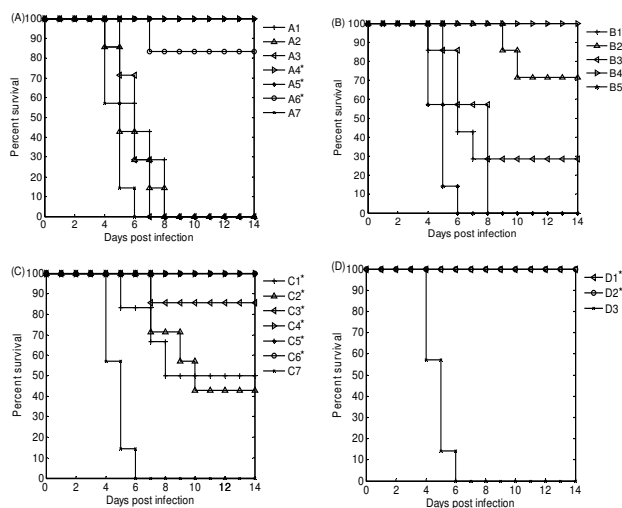 (A)
100
90
80
70
60
50
40
30
20
10
0
Percent survival
0 2 4 6 8 10 12 14
Days post infection
A1
A2
A3
A4*
A5*
A6*
A7
(B)
100
90
80
70
60
50
40
30
20
10
0
Percent survival
0 2 4 6 8 10 12 14
Days post infection
B1
B2
B3
B4
B5
(C)
100
90
80
70
60
50
40
30
20
10
0
Percent survival
0 2 4 6 8 10 12 14
Days post infection
C1*
C2*
C3*
C4*
C5*
C6*
C7
(D)
100
90
80
70
60
50
40
30
20
10
0
Percent survival
0 2 4 6 8 10 12 14
Days post infection
D1*
D2*
D3